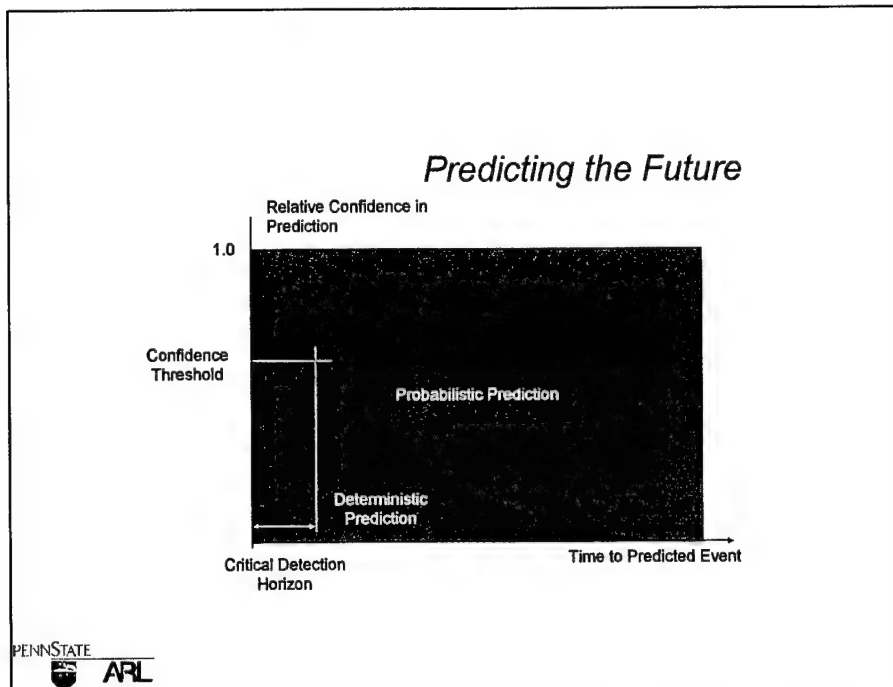 Predicting the Future
Relative Confidence in
Prediction
1.0
Confidence
Threshold
Probabilistic Prediction
Deterministic
Prediction
Critical Detection
Horizon
Time to Predicted Event
PENNSTATE
ARL